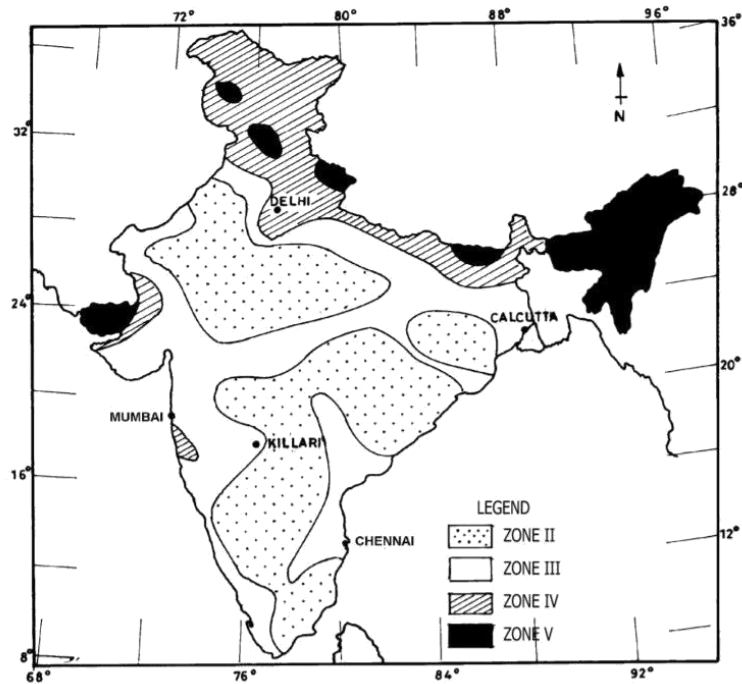 72° 80° 88° 96°
36°
N
32°
DELHI
28°
24°
CALCUTTA
20°
MUMBAI
KILLARI
16°
LEGEND
ZONE II
12°
CHENNAI
ZONE III
ZONE IV
ZONE V
8°
68° 76° 84° 92°